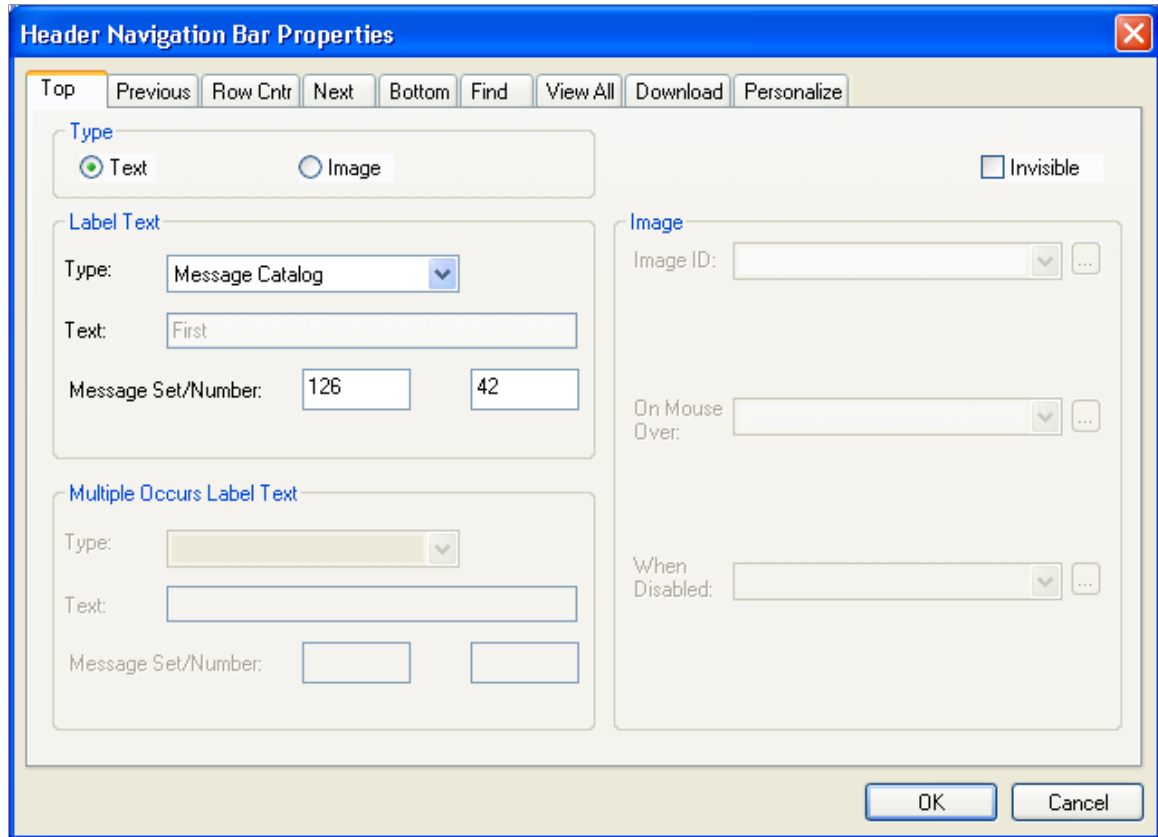 Header Navigation Bar Properties
Top Previous Row Cntr Next Bottom Find View All Download Personalize
Type
Text Image
Invisible
Label Text
Type: Message Catalog
Text: First
Message Set/Number: 126 42
Multiple Occurs Label Text
Type:
Text:
Message Set/Number:
Image
Image ID: ...
On Mouse
Over: ...
When
Disabled: ...
OK Cancel